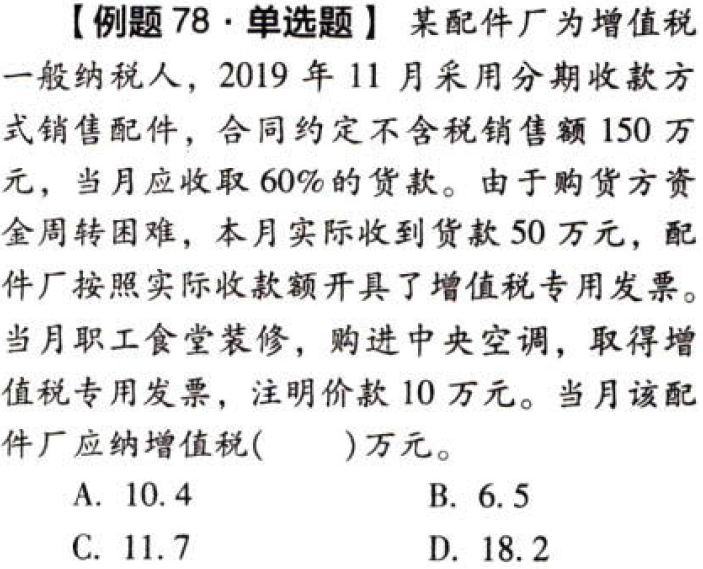 【例题 78 · 单选题】 某配件厂为增值税
一般纳税人，2019 年 11 月采用分期收款方
式销售配件，合同约定不含税销售额 150 万
元，当月应收取 60%的货款。由于购货方资
金周转困难，本月实际收到货款 50 万元，配
件厂按照实际收款额开具了增值税专用发票。
当月职工食堂装修，购进中央空调，取得增
值税专用发票，注明价款 10 万元。当月该配
件厂应纳增值税(　　)万元。
A. 10. 4　　B. 6. 5
C. 11. 7　　D. 18. 2